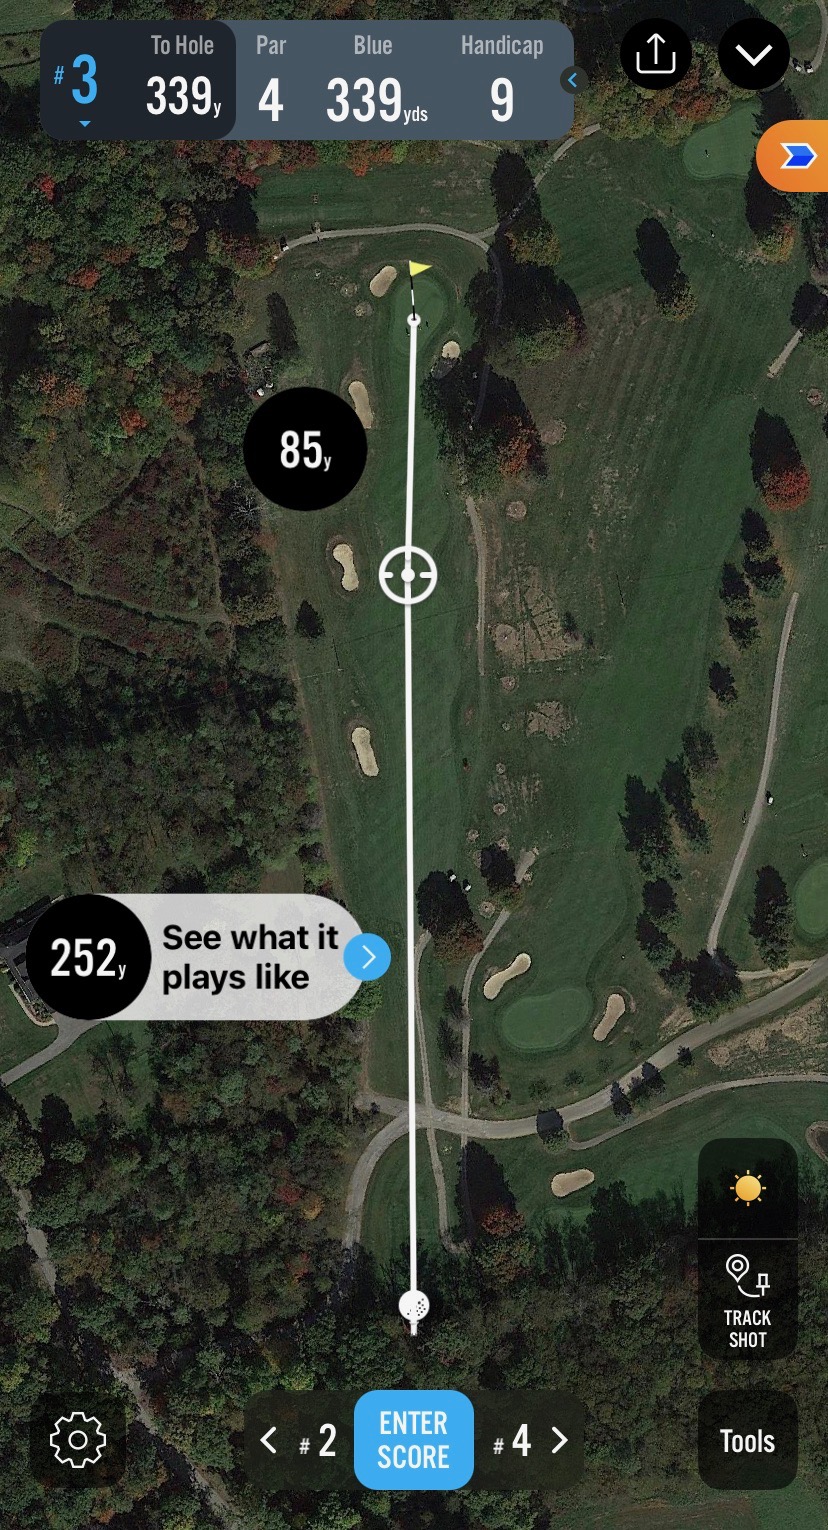 # 3
To Hole
339y
Par
4
Blue
339yds
Handicap
9
85y
252y
See what it
plays like
TRACK
SHOT
# 2
ENTER
SCORE
# 4
Tools